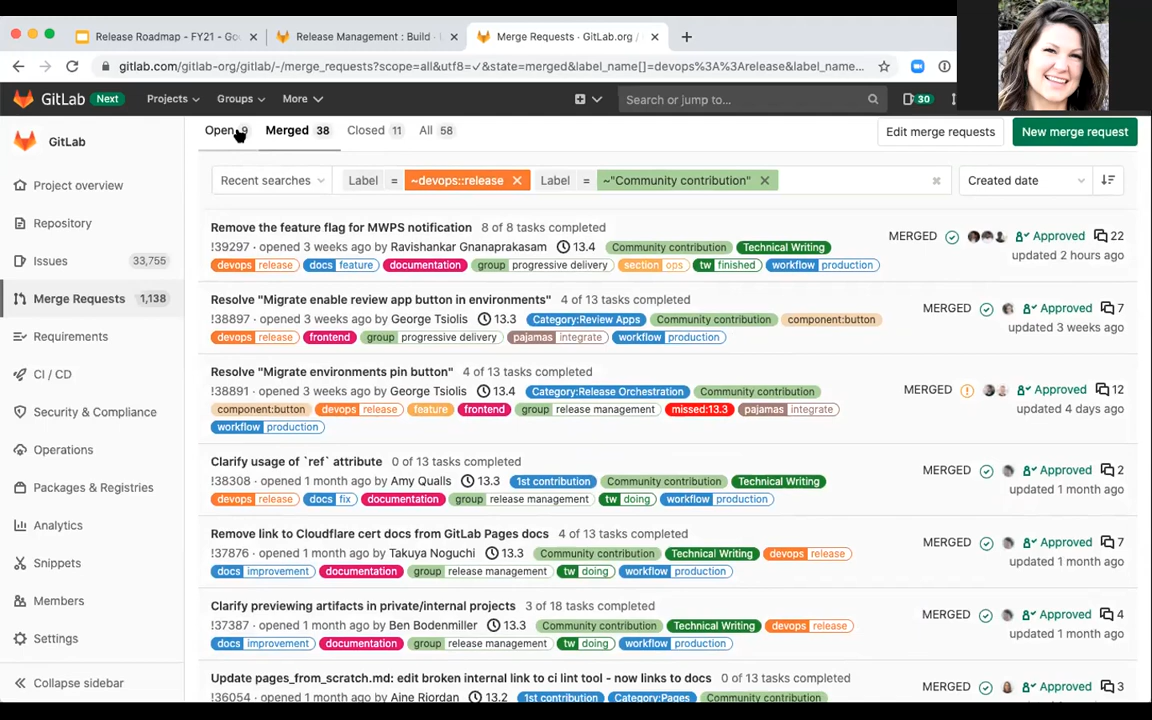 Release Roadmap - FY21 - Go
Release Management : Build ·
Merge Requests · GitLab.org /
gitlab.com/gitlab-org/gitlab/-/merge_requests?scope=all&utf8=✓&state=merged&label_name[]=devops%3A%3Arelease&label_name...
GitLab Next Projects Groups More Search or jump to... 30
GitLab
Project overview
Repository
Issues 33,755
Merge Requests 1,138
Requirements
CI / CD
Security & Compliance
Operations
Packages & Registries
Analytics
Snippets
Members
Settings
Collapse sidebar
Open 9 Merged 38 Closed 11 All 58 Edit merge requests New merge request
Recent searches Label = ~devops::release Label = ~"Community contribution" Created date
Remove the feature flag for MWPS notification 8 of 8 tasks completed
!39297 · opened 3 weeks ago by Ravishankar Gnanaprakasam 13.4 Community contribution Technical Writing
devops release docs feature documentation group progressive delivery section ops tw finished workflow production
MERGED Approved 22
updated 2 hours ago
Resolve "Migrate enable review app button in environments" 4 of 13 tasks completed
!38897 · opened 3 weeks ago by George Tsiolis 13.3 Category:Review Apps Community contribution component:button
devops release frontend group progressive delivery pajamas integrate workflow production
MERGED Approved 7
updated 3 weeks ago
Resolve "Migrate environments pin button" 4 of 13 tasks completed
!38891 · opened 3 weeks ago by George Tsiolis 13.4 Category:Release Orchestration Community contribution
component:button devops release feature frontend group release management missed:13.3 pajamas integrate
workflow production
MERGED Approved 12
updated 4 days ago
Clarify usage of `ref` attribute 0 of 13 tasks completed
!38308 · opened 1 month ago by Amy Qualls 13.3 1st contribution Community contribution Technical Writing
devops release docs fix documentation group release management tw doing workflow production
MERGED Approved 2
updated 1 month ago
Remove link to Cloudflare cert docs from GitLab Pages docs 4 of 13 tasks completed
!37876 · opened 1 month ago by Takuya Noguchi 13.3 Community contribution Technical Writing devops release
docs improvement documentation group release management tw doing workflow production
MERGED Approved 7
updated 1 month ago
Clarify previewing artifacts in private/internal projects 3 of 18 tasks completed
!37387 · opened 1 month ago by Ben Bodenmiller 13.3 Community contribution Technical Writing devops release
docs improvement documentation group release management tw doing workflow production
MERGED Approved 4
updated 1 month ago
Update pages_from_scratch.md: edit broken internal link to ci lint tool - now links to docs 0 of 13 tasks completed
!36054 · opened 1 month ago by Aine Riordan 13.2 1st contribution Category:Pages Community contribution
MERGED Approved 3